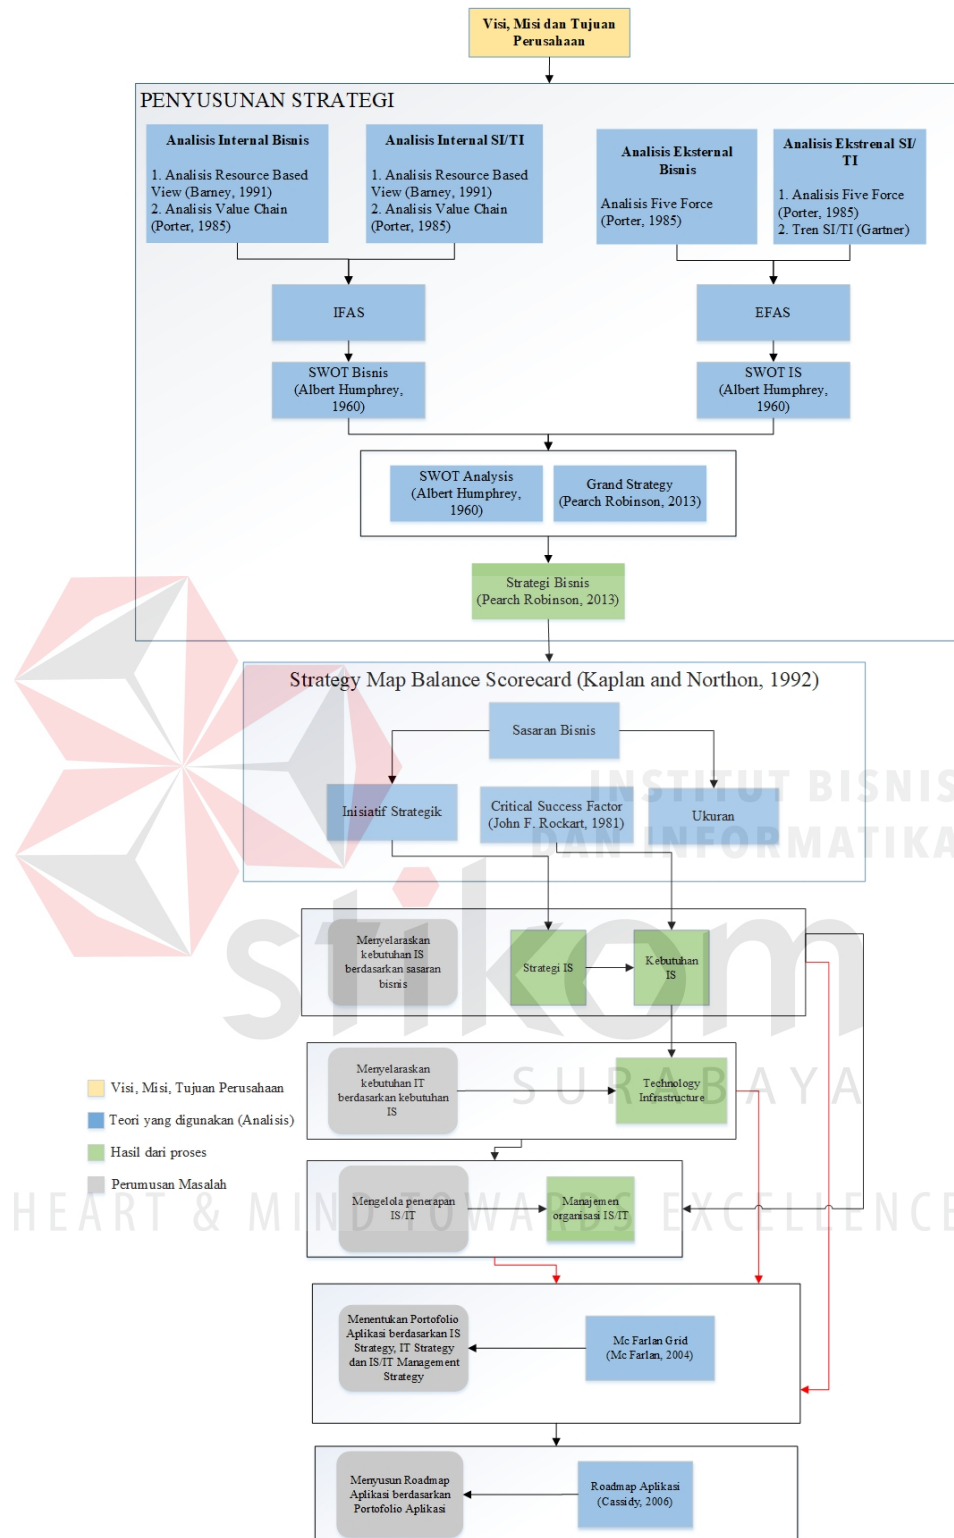 Visi, Misi dan Tujuan
Perusahaan
PENYUSUNAN STRATEGI
Analisis Internal Bisnis
1. Analisis Resource Based
View (Barney, 1991)
2. Analisis Value Chain
(Porter, 1985)
Analisis Internal SI/TI
1. Analisis Resource Based
View (Barney, 1991)
2. Analisis Value Chain
(Porter, 1985)
Analisis Eksternal
Bisnis
Analisis Five Force
(Porter, 1985)
Analisis Ekstrenal SI/
TI
1. Analisis Five Force
(Porter, 1985)
2. Tren SI/TI (Gartner)
IFAS
EFAS
SWOT Bisnis
(Albert Humphrey,
1960)
SWOT IS
(Albert Humphrey,
1960)
SWOT Analysis
(Albert Humphrey,
1960)
Grand Strategy
(Pearch Robinson, 2013)
Strategi Bisnis
(Pearch Robinson, 2013)
Strategy Map Balance Scorecard (Kaplan and Northon, 1992)
Sasaran Bisnis
Inisiatif Strategik
Critical Success Factor
(John F. Rockart, 1981)
Ukuran
INSTITUT BISNIS
DAN INFORMATIKA
stikom
SURABAYA
Menyelaraskan
kebutuhan IS
berdasarkan sasaran
bisnis
Strategi IS
Kebutuhan
IS
Menyelaraskan
kebutuhan IT
berdasarkan kebutuhan
IS
Technology
Infrastructure
Visi, Misi, Tujuan Perusahaan
Teori yang digunakan (Analisis)
Hasil dari proses
Perumusan Masalah
Mengelola penerapan
IS/IT
Manajemen
organisasi IS/IT
HEART & MIND TOWARDS EXCELLENCE
Menentukan Portofolio
Aplikasi berdasarkan IS
Strategy, IT Strategy
dan IS/IT Management
Strategy
Mc Farlan Grid
(Mc Farlan, 2004)
Menyusun Roadmap
Aplikasi berdasarkan
Portofolio Aplikasi
Roadmap Aplikasi
(Cassidy, 2006)